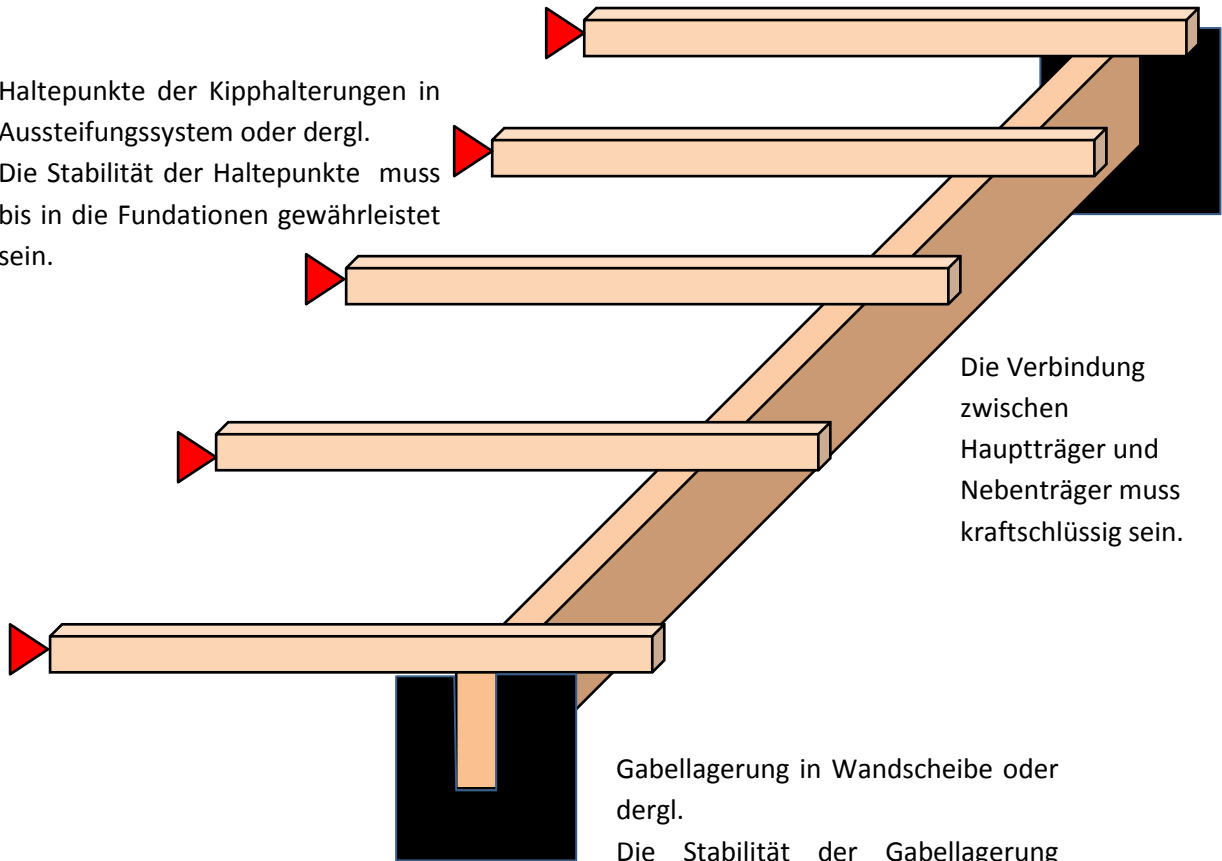 Haltepunkte der Kipphalterungen in
Aussteifungssystem oder dergl.
Die Stabilität der Haltepunkte muss
bis in die Fundationen gewährleistet
sein.
Die Verbindung
zwischen
Hauptträger und
Nebenträger muss
kraftschlüssig sein.
Gabellagerung in Wandscheibe oder
dergl.
Die Stabilität der Gabellagerung